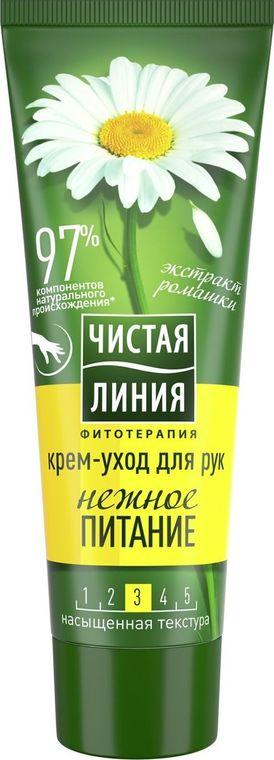 97%
компонентов
натурального
происхождения*
экстракт
ромашки
ЧИСТАЯ
ЛИНИЯ
ФИТОТЕРАПИЯ
крем-уход для рук
нежное
ПИТАНИЕ
1 2 3 4 5
насыщенная текстура